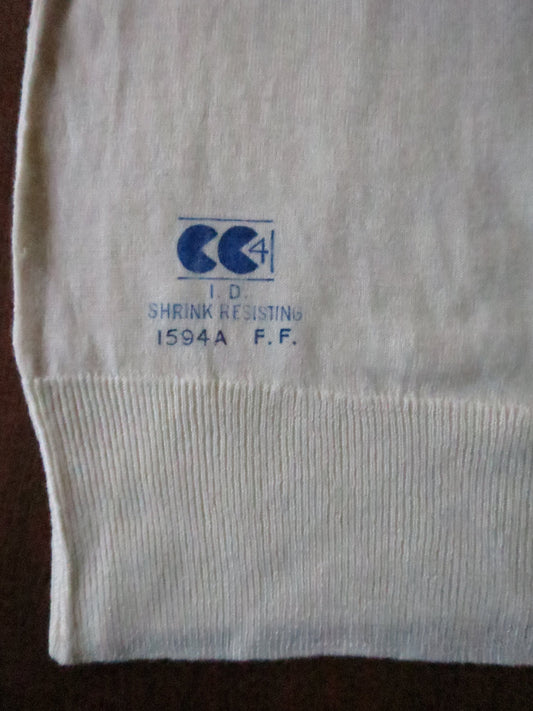 CC41
I. D.
SHRINK RESISTING
1594A F. F.